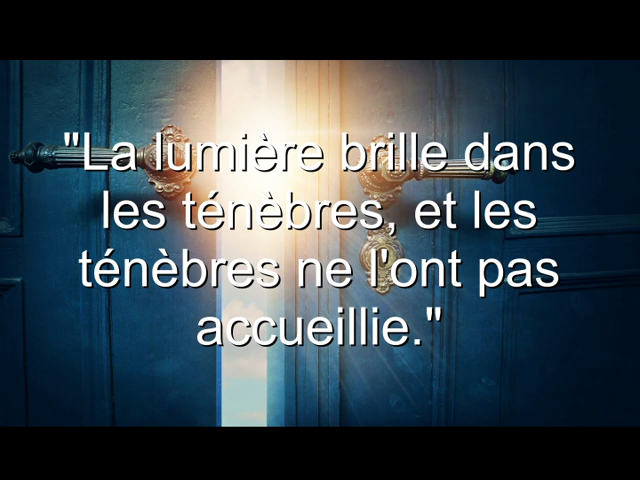 "La lumière brille dans
les ténèbres, et les
ténèbres ne l'ont pas
accueillie."